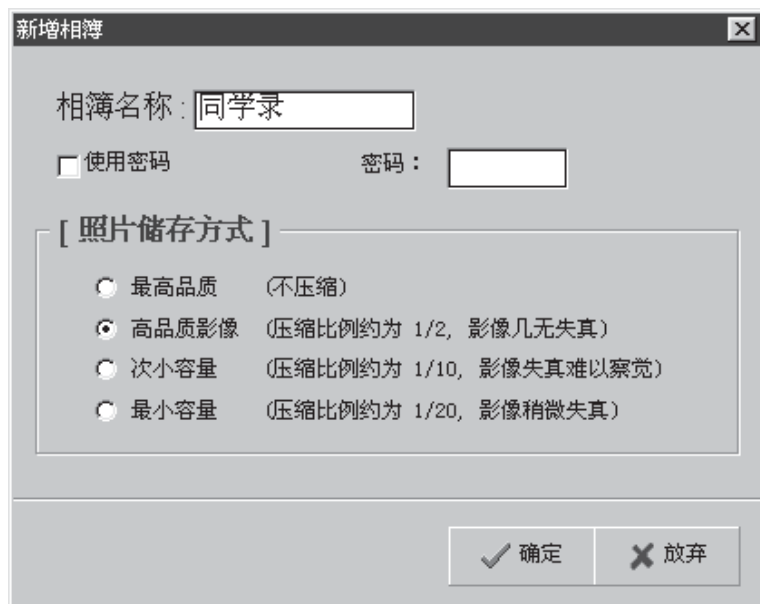 新增相簿
相簿名称：同学录
使用密码 密码：
[ 照片储存方式 ]
最高品质 (不压缩)
高品质影像 (压缩比例约为 1/2, 影像几无失真)
次小容量 (压缩比例约为 1/10, 影像失真难以察觉)
最小容量 (压缩比例约为 1/20, 影像稍微失真)
确定 放弃